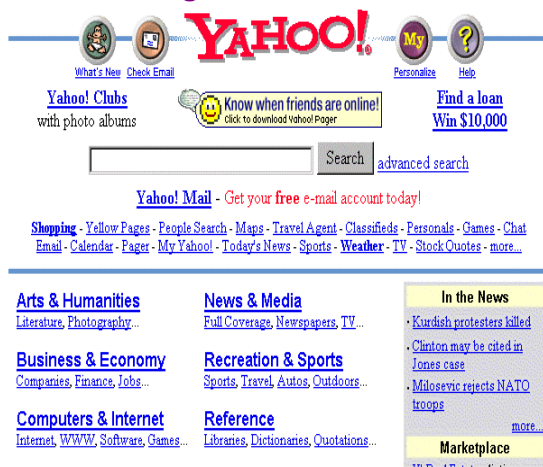 YAHOO!
My
?
What's New Check Email
Personalize Help
Yahoo! Clubs
with photo albums
Know when friends are online!
Click to download Yahoo! Pager
Find a loan
Win $10,000
Search advanced search
Yahoo! Mail - Get your free e-mail account today!
Shopping - Yellow Pages - People Search - Maps - Travel Agent - Classifieds - Personals - Games - Chat
Email - Calendar - Pager - My Yahoo! - Today's News - Sports - Weather - TV - Stock Quotes - more...
Arts & Humanities
Literature, Photography...
News & Media
Full Coverage, Newspapers, TV...
Business & Economy
Companies, Finance, Jobs...
Recreation & Sports
Sports, Travel, Autos, Outdoors...
Computers & Internet
Internet, WWW, Software, Games...
Reference
Libraries, Dictionaries, Quotations...
In the News
· Kurdish protesters killed
· Clinton may be cited in
Jones case
· Milosevic rejects NATO
troops
more...
Marketplace